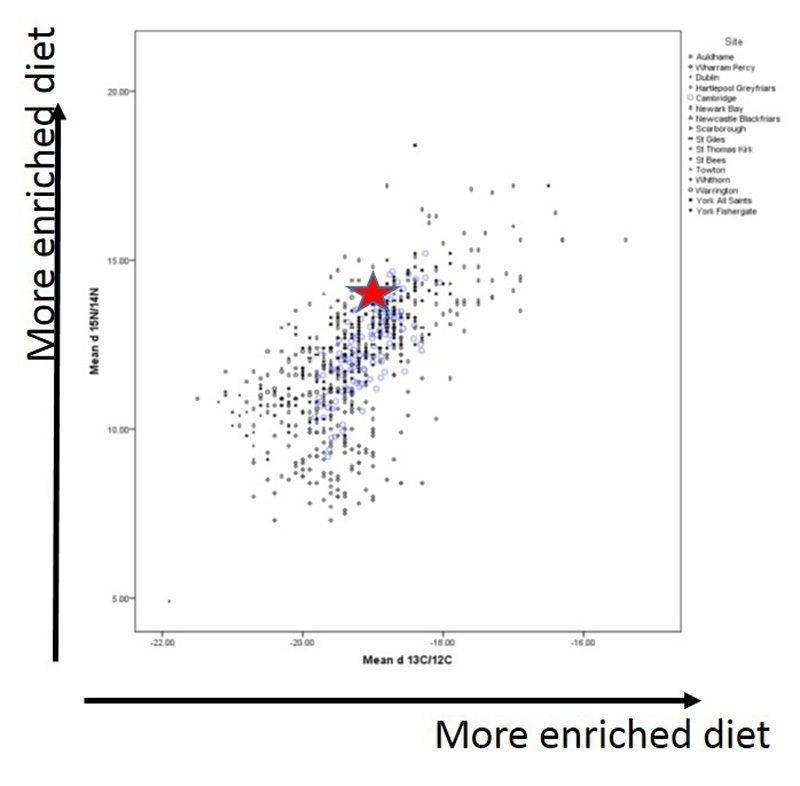 More enriched diet
Mean d 15N/14N
20.00
15.00
10.00
5.00
-22.00
-20.00
-18.00
-16.00
Mean d 13C/12C
More enriched diet
Site
Auldhame
Wharram Percy
Dublin
Hartlepool Greyfriars
Cambridge
Newark Bay
Newcastle Blackfriars
Scarborough
St Giles
St Thomas Kirk
St Bees
Towton
Whithorn
Warrington
York All Saints
York Fishergate